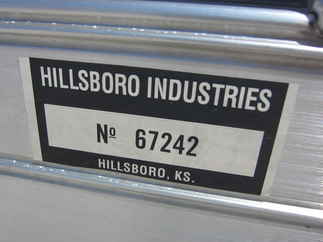 HILLSBORO INDUSTRIES
Nº 67242
HILLSBORO, KS.